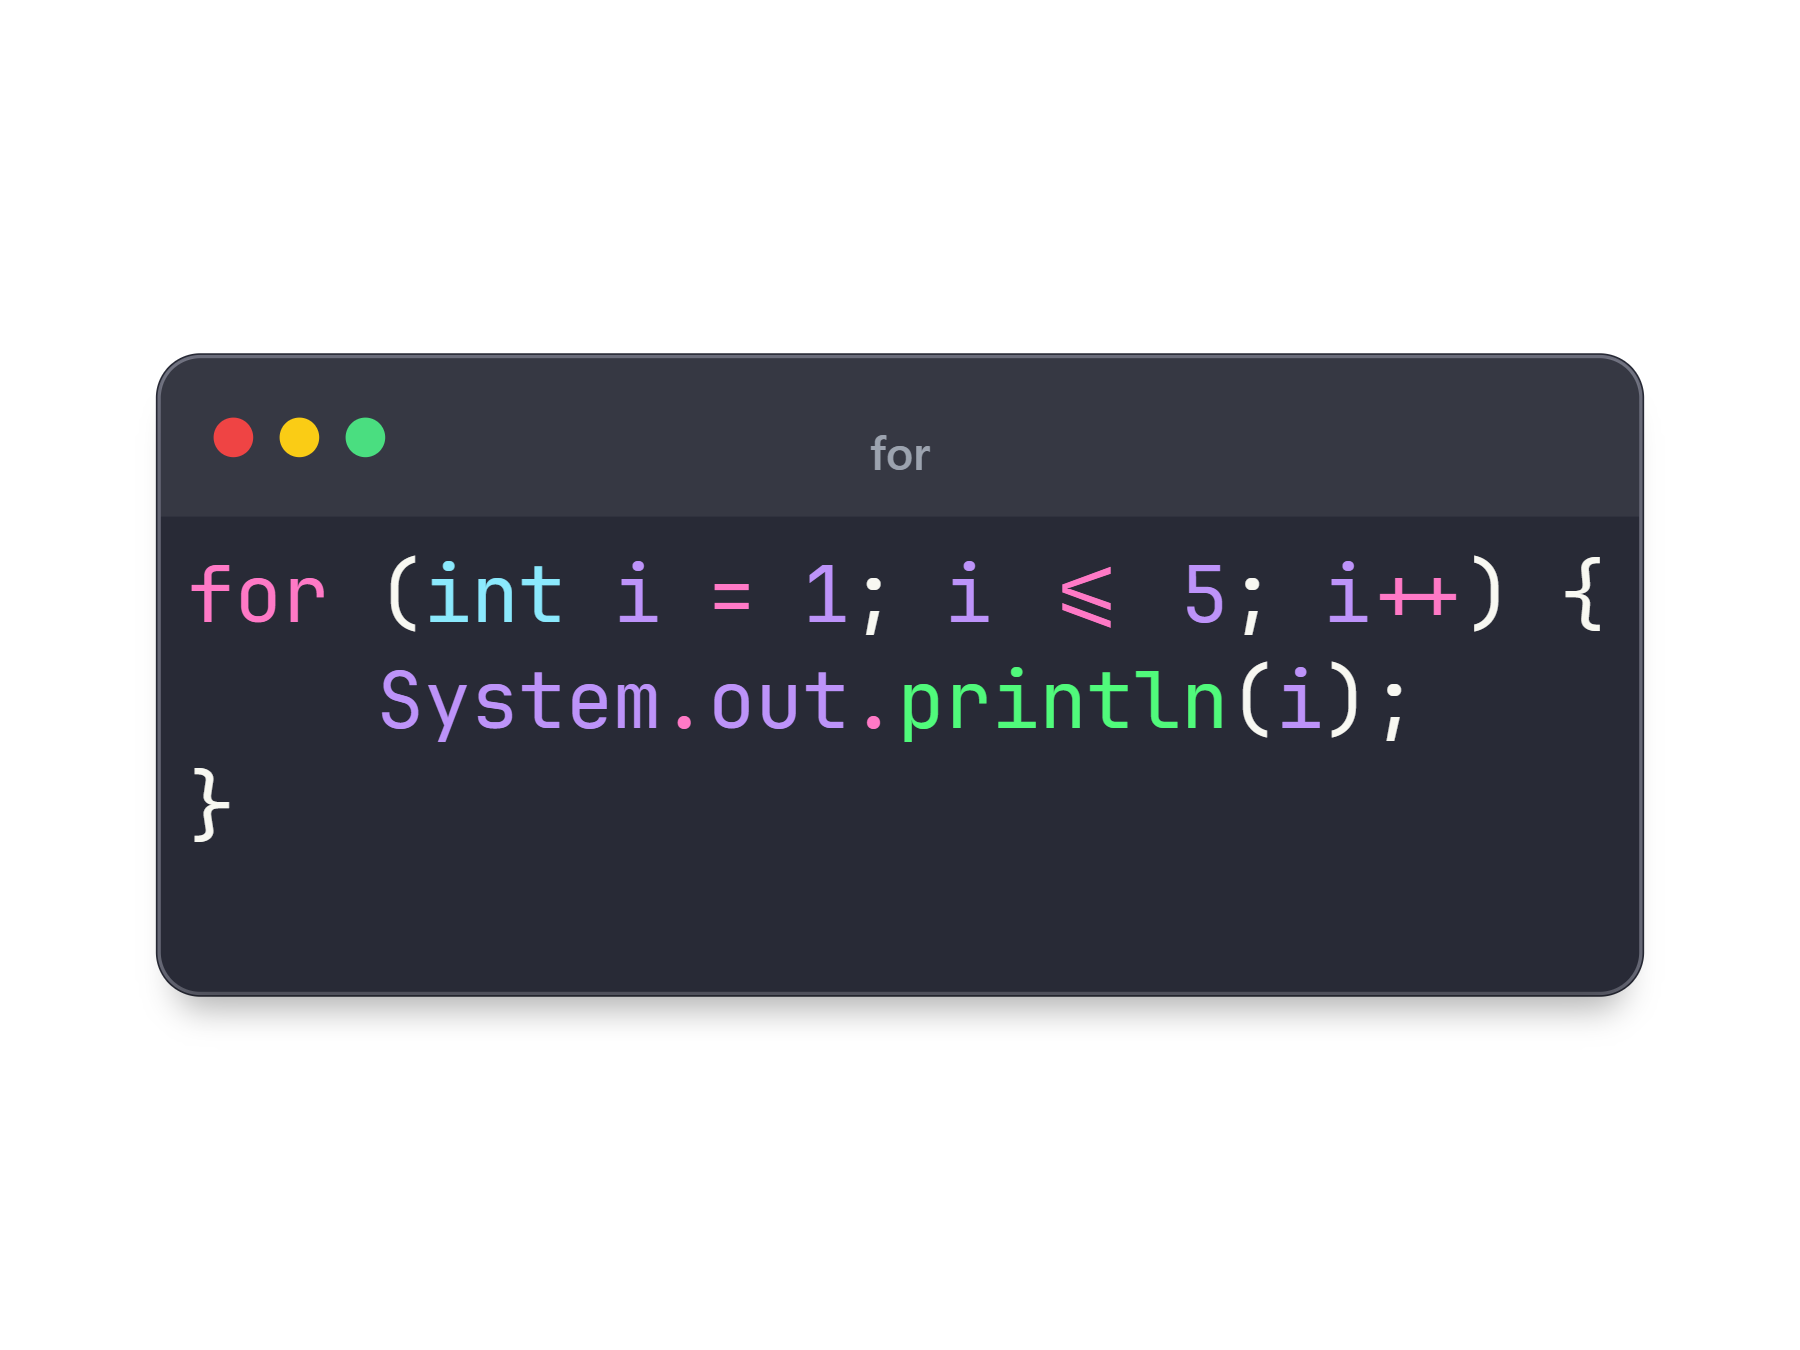 for
for (int i = 1; i <= 5; i++) {
    System.out.println(i);
}